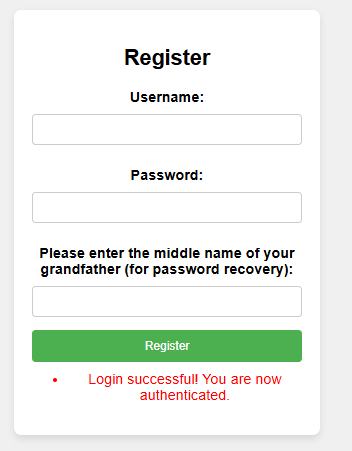 Register
Username:
Password:
Please enter the middle name of your
grandfather (for password recovery):
Register
• Login successful! You are now
authenticated.